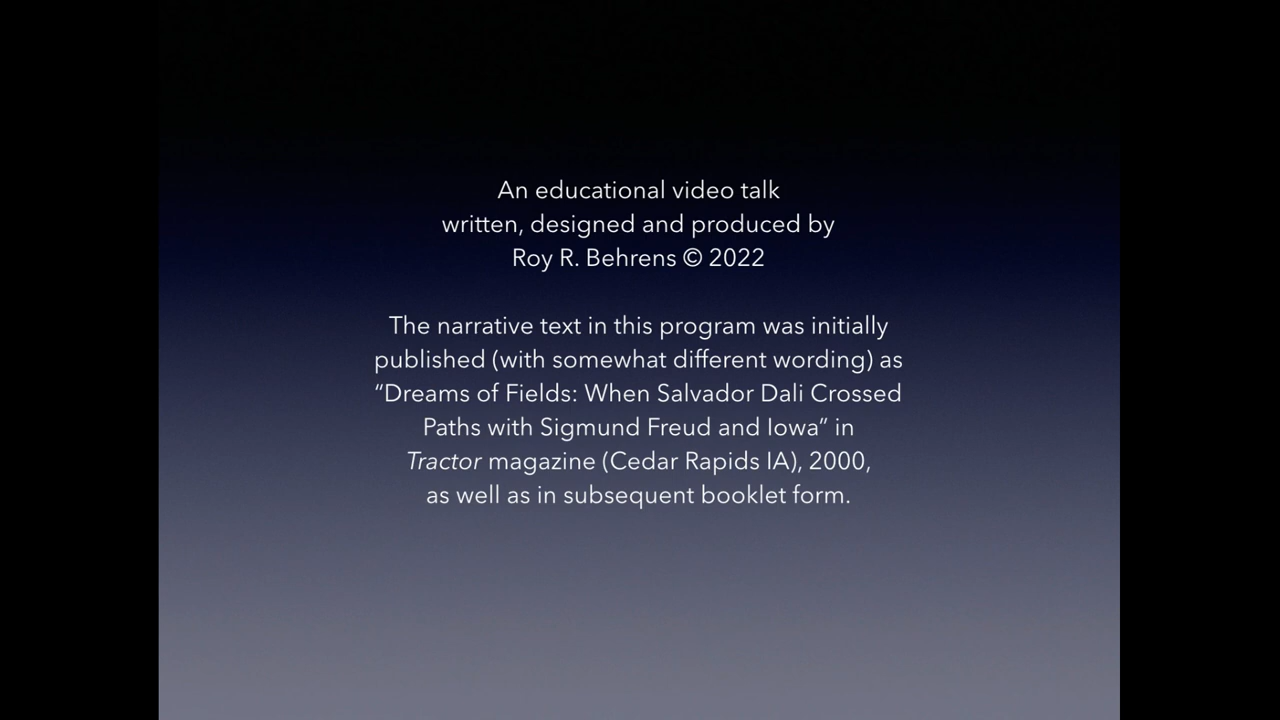 An educational video talk
written, designed and produced by
Roy R. Behrens © 2022
The narrative text in this program was initially
published (with somewhat different wording) as
“Dreams of Fields: When Salvador Dali Crossed
Paths with Sigmund Freud and Iowa” in
Tractor magazine (Cedar Rapids IA), 2000,
as well as in subsequent booklet form.